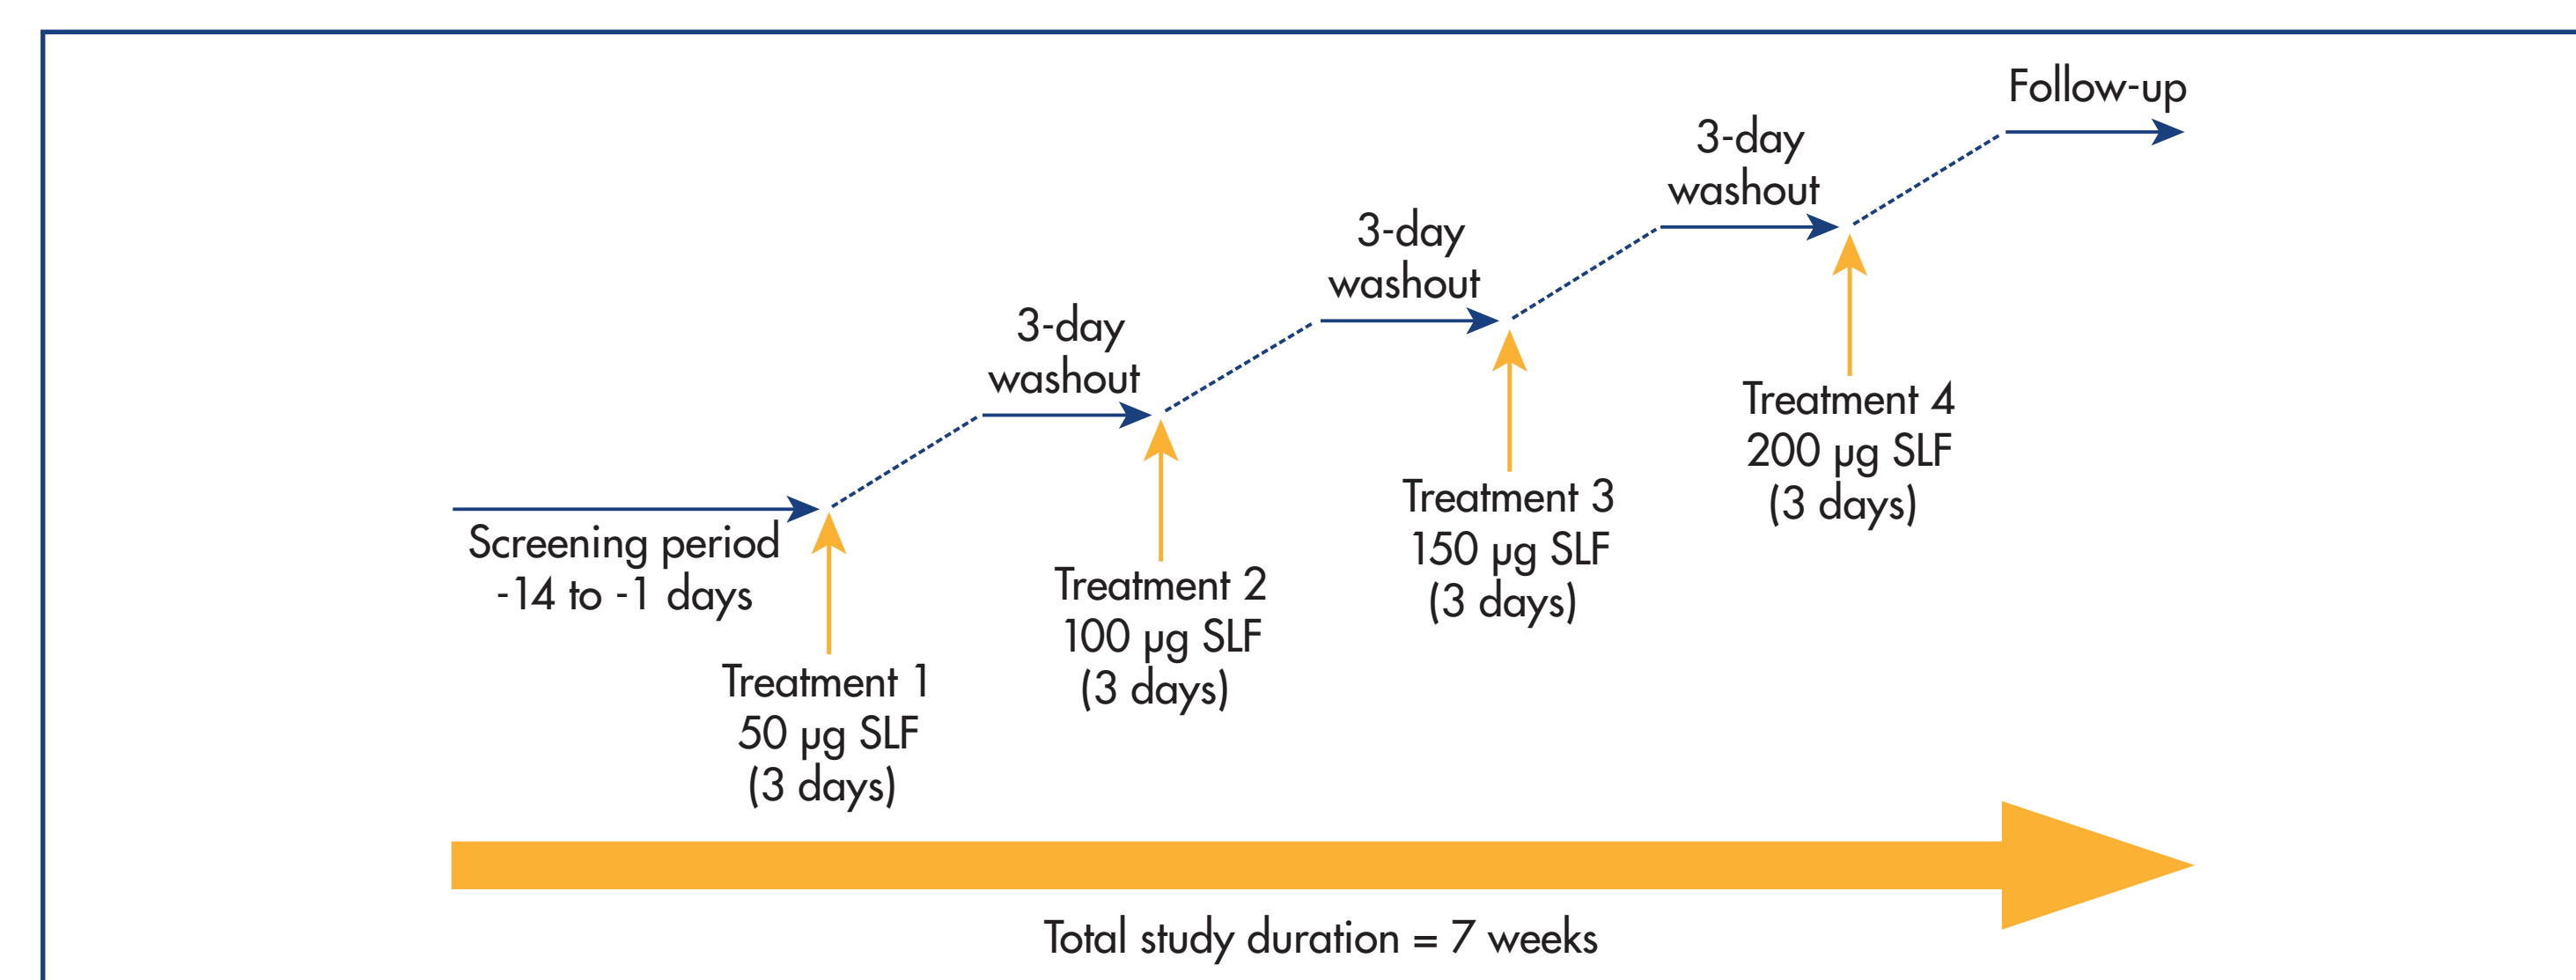 Follow-up
3-day
washout
3-day
washout
3-day
washout
Screening period
-14 to -1 days
Treatment 1
50 µg SLF
(3 days)
Treatment 2
100 µg SLF
(3 days)
Treatment 3
150 µg SLF
(3 days)
Treatment 4
200 µg SLF
(3 days)
Total study duration = 7 weeks